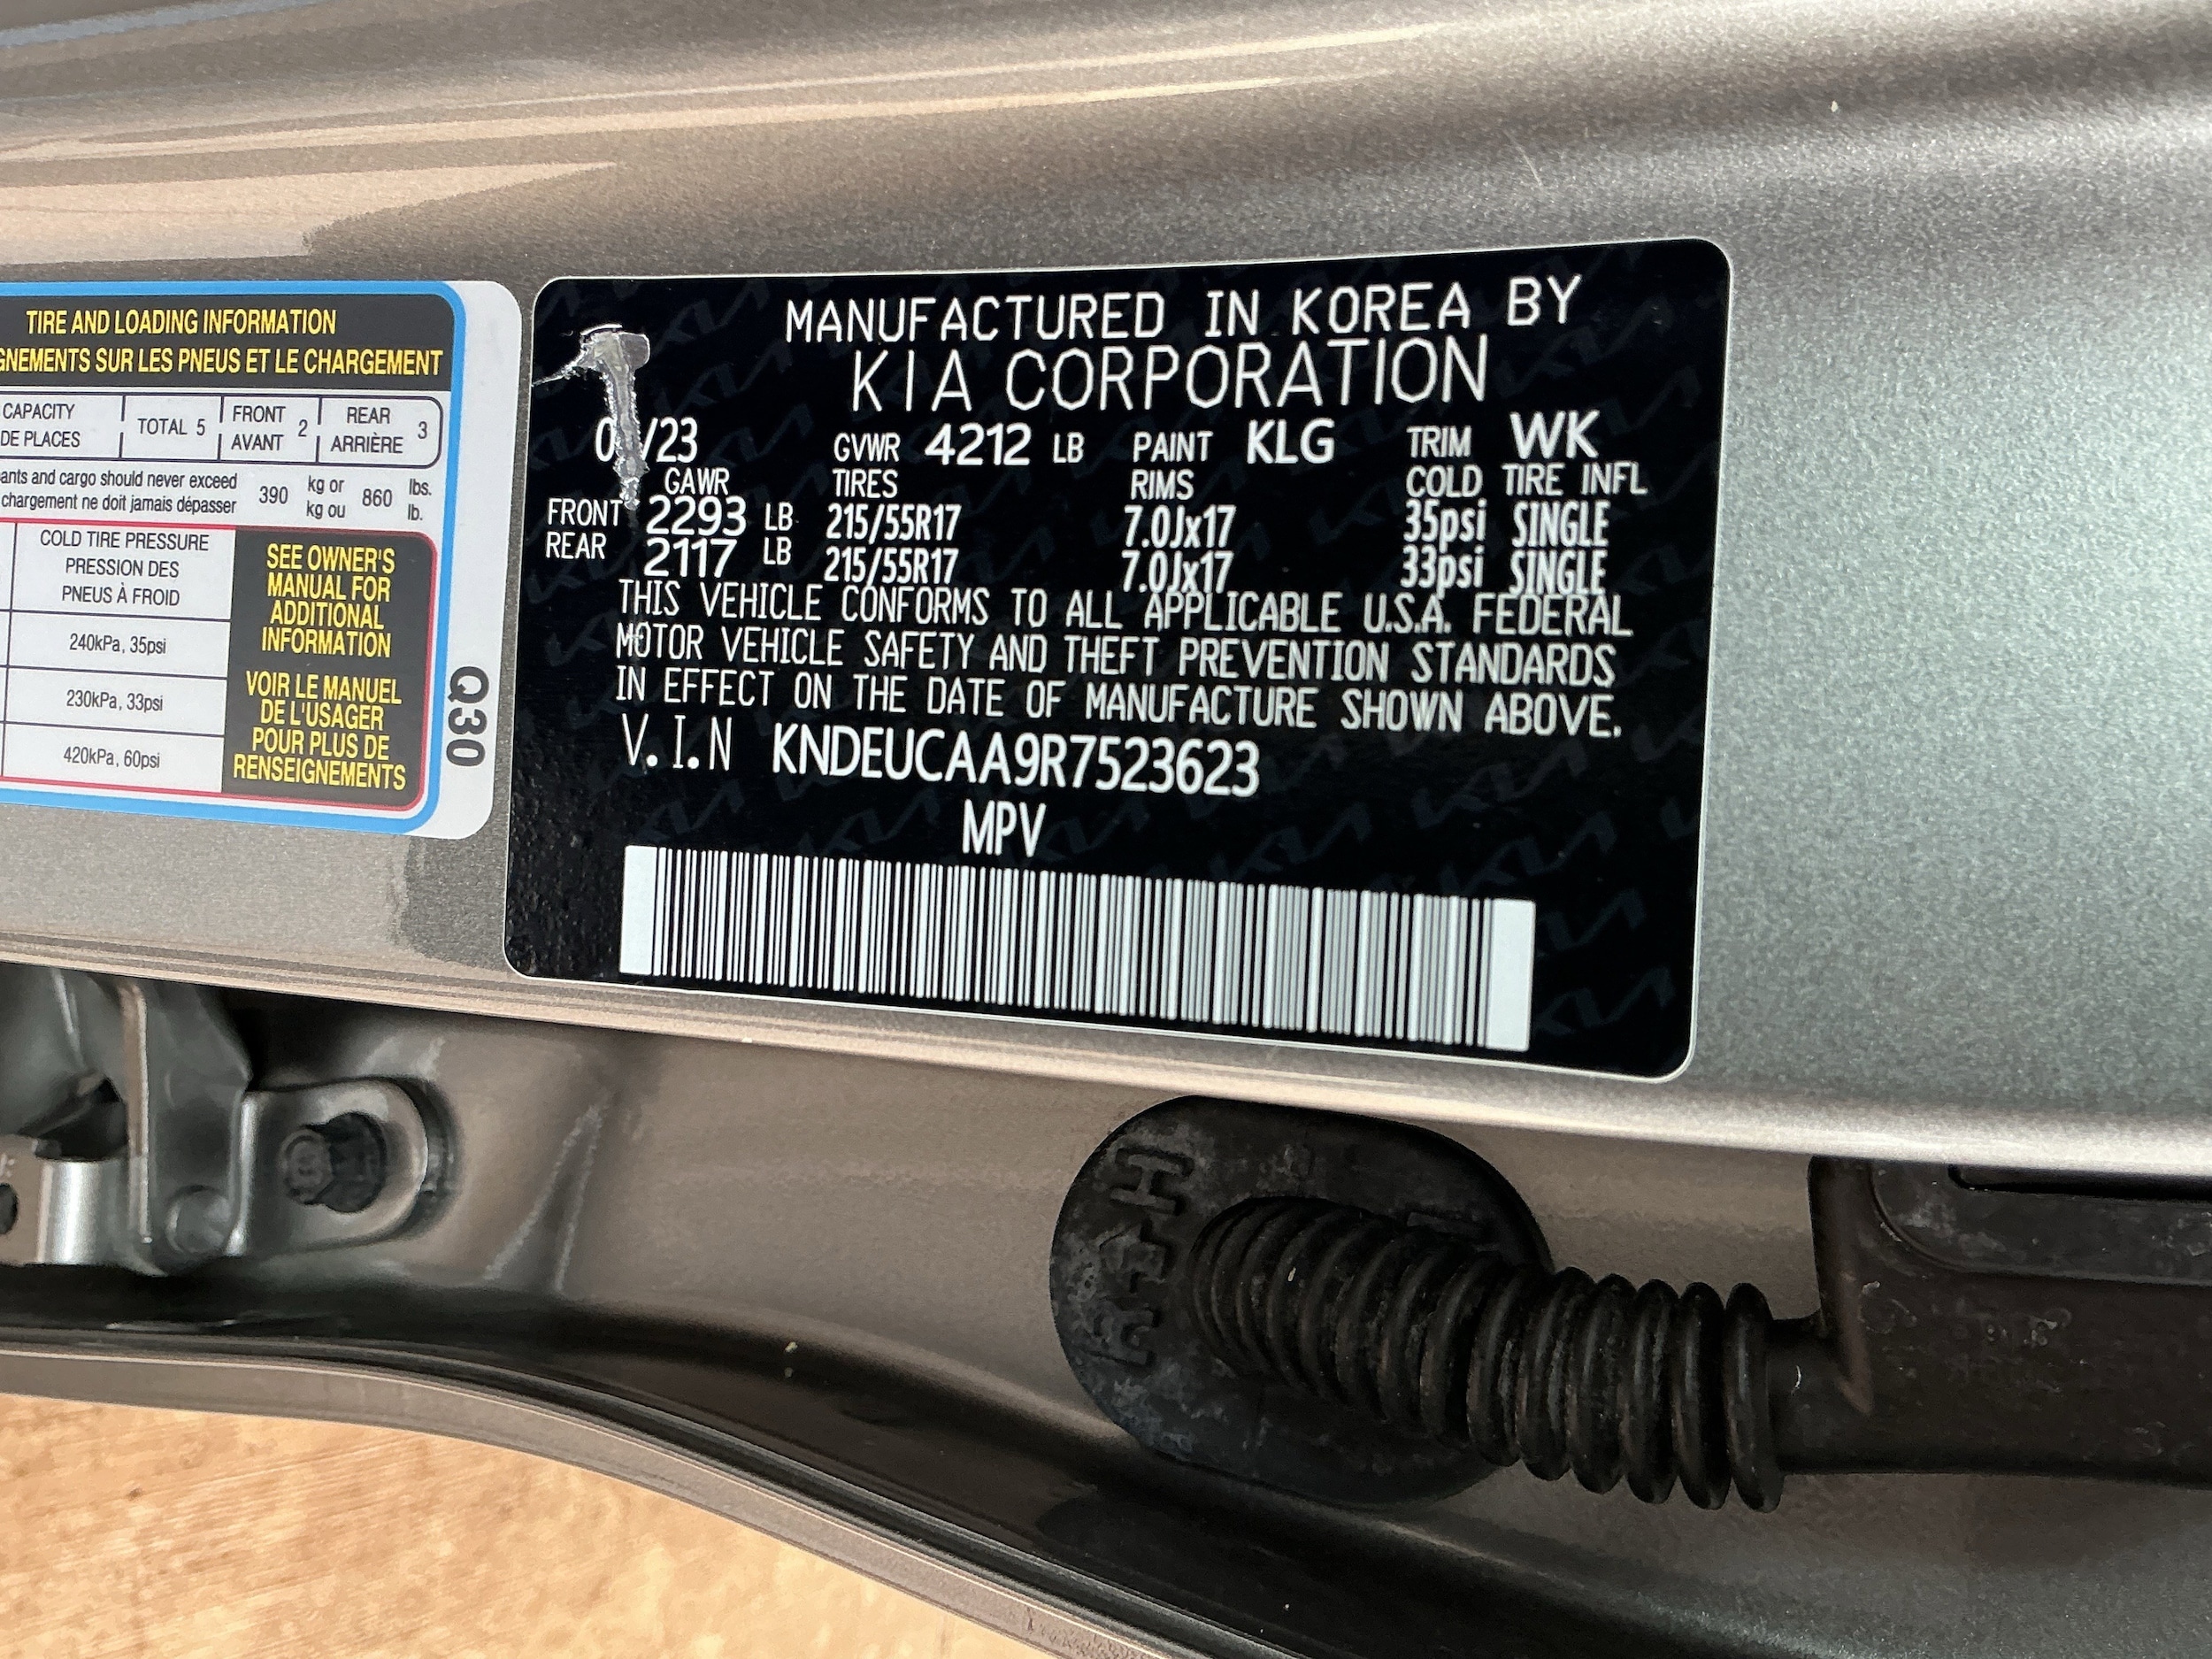 TIRE AND LOADING INFORMATION
GNEMENTS SUR LES PNEUS ET LE CHARGEMENT
CAPACITY
DE PLACES
TOTAL 5
FRONT
AVANT
2
REAR
ARRIÈRE
3
ants and cargo should never exceed
chargement ne doit jamais dépasser
390
kg or
kg ou
860
lbs.
lb.
COLD TIRE PRESSURE
PRESSION DES
PNEUS À FROID
240kPa, 35psi
230kPa, 33psi
420kPa, 60psi
SEE OWNER'S
MANUAL FOR
ADDITIONAL
INFORMATION
VOIR LE MANUEL
DE L'USAGER
POUR PLUS DE
RENSEIGNEMENTS
Q30
MANUFACTURED IN KOREA BY
KIA CORPORATION
/23 GVWR 4212 LB PAINT KLG TRIM WK
GAWR TIRES RIMS COLD TIRE INFL
FRONT 2293 LB 215/55R17 7.0Jx17 35psi SINGLE
REAR 2117 LB 215/55R17 7.0Jx17 33psi SINGLE
THIS VEHICLE CONFORMS TO ALL APPLICABLE U.S.A. FEDERAL
MOTOR VEHICLE SAFETY AND THEFT PREVENTION STANDARDS
IN EFFECT ON THE DATE OF MANUFACTURE SHOWN ABOVE.
V.I.N KNDEUCAA9R7523623
MPV
R→H